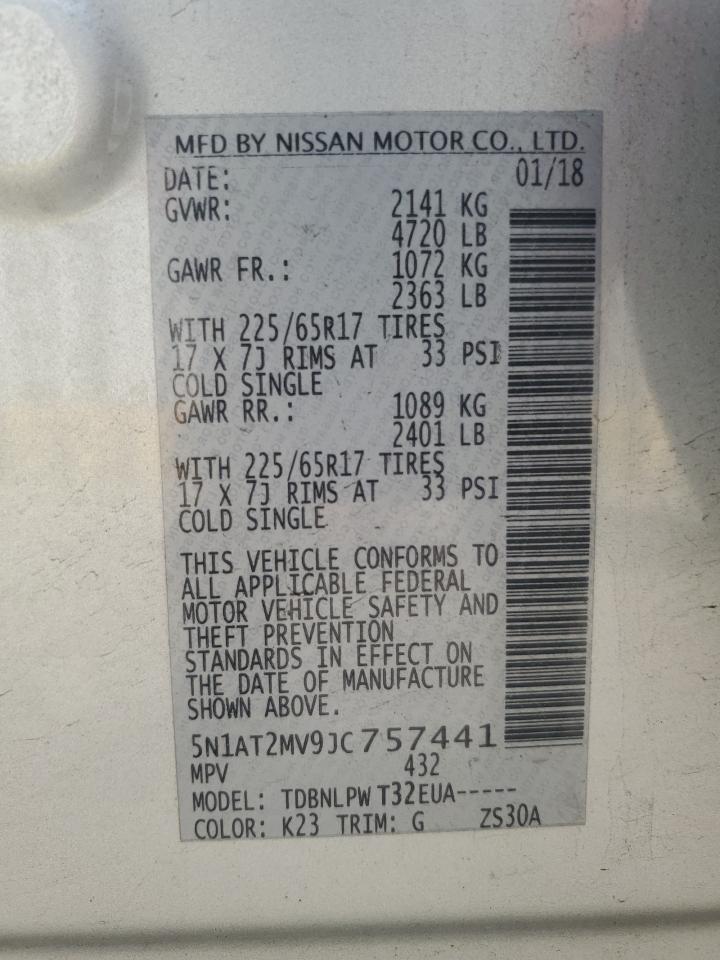 MFD BY NISSAN MOTOR CO., LTD.
DATE: 01/18
GVWR: 2141 KG
4720 LB
GAWR FR.: 1072 KG
2363 LB
WITH 225/65R17 TIRES
17 X 7J RIMS AT 33 PSI
COLD SINGLE
GAWR RR.: 1089 KG
2401 LB
WITH 225/65R17 TIRES
17 X 7J RIMS AT 33 PSI
COLD SINGLE
THIS VEHICLE CONFORMS TO
ALL APPLICABLE FEDERAL
MOTOR VEHICLE SAFETY AND
THEFT PREVENTION
STANDARDS IN EFFECT ON
THE DATE OF MANUFACTURE
SHOWN ABOVE.
5N1AT2MV9JC757441
MPV 432
MODEL: TDBNLPW T32EUA-----
COLOR: K23 TRIM: G ZS30A